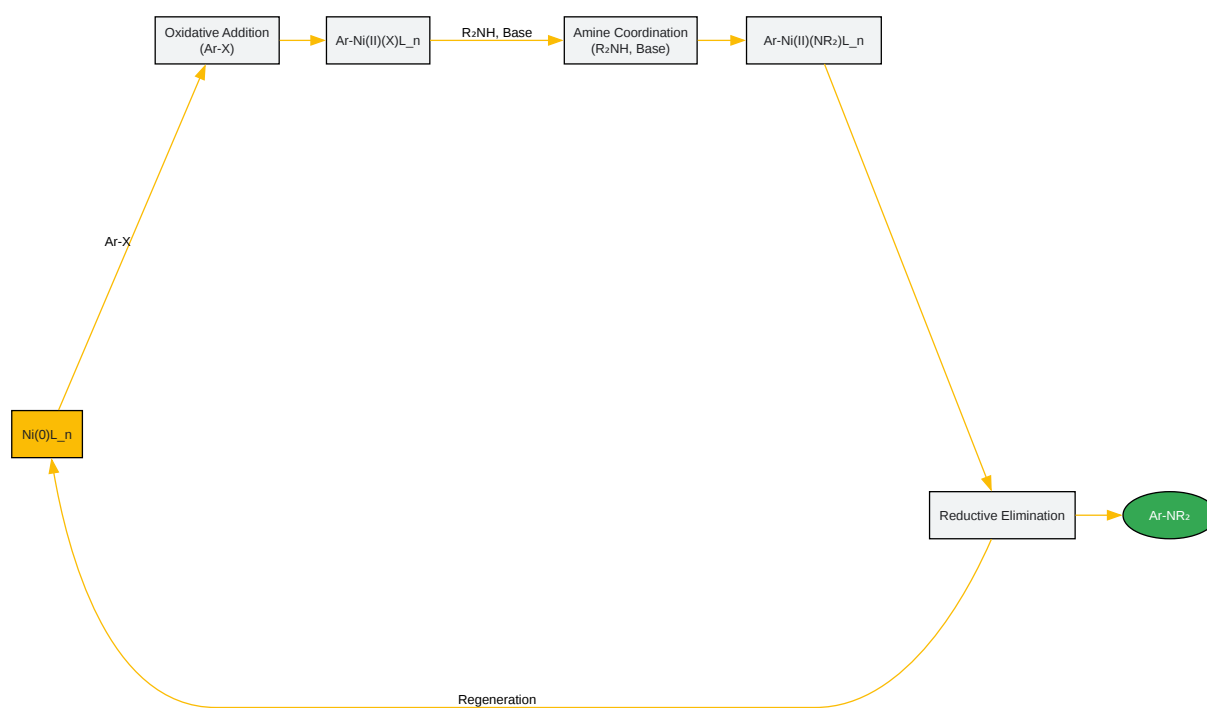 Oxidative Addition
(Ar-X)
Ar-Ni(II)(X)L_n
R₂NH, Base
Amine Coordination
(R₂NH, Base)
Ar-Ni(II)(NR₂)L_n
Ar-X
Ni(0)L_n
Reductive Elimination
Ar-NR₂
Regeneration